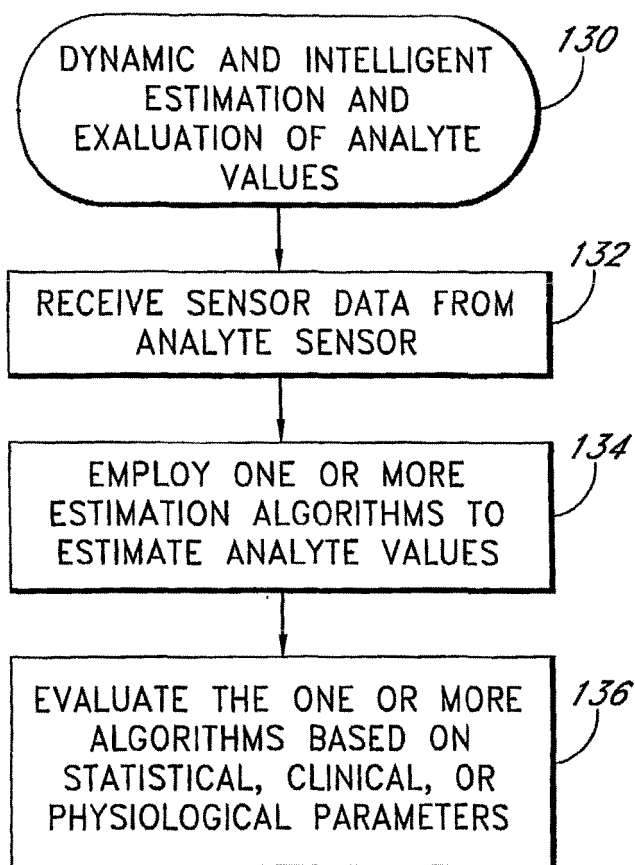 DYNAMIC AND INTELLIGENT
ESTIMATION AND
EXALUATION OF ANALYTE
VALUES
130
RECEIVE SENSOR DATA FROM
ANALYTE SENSOR
132
EMPLOY ONE OR MORE
ESTIMATION ALGORITHMS TO
ESTIMATE ANALYTE VALUES
134
EVALUATE THE ONE OR MORE
ALGORITHMS BASED ON
STATISTICAL, CLINICAL, OR
PHYSIOLOGICAL PARAMETERS
136